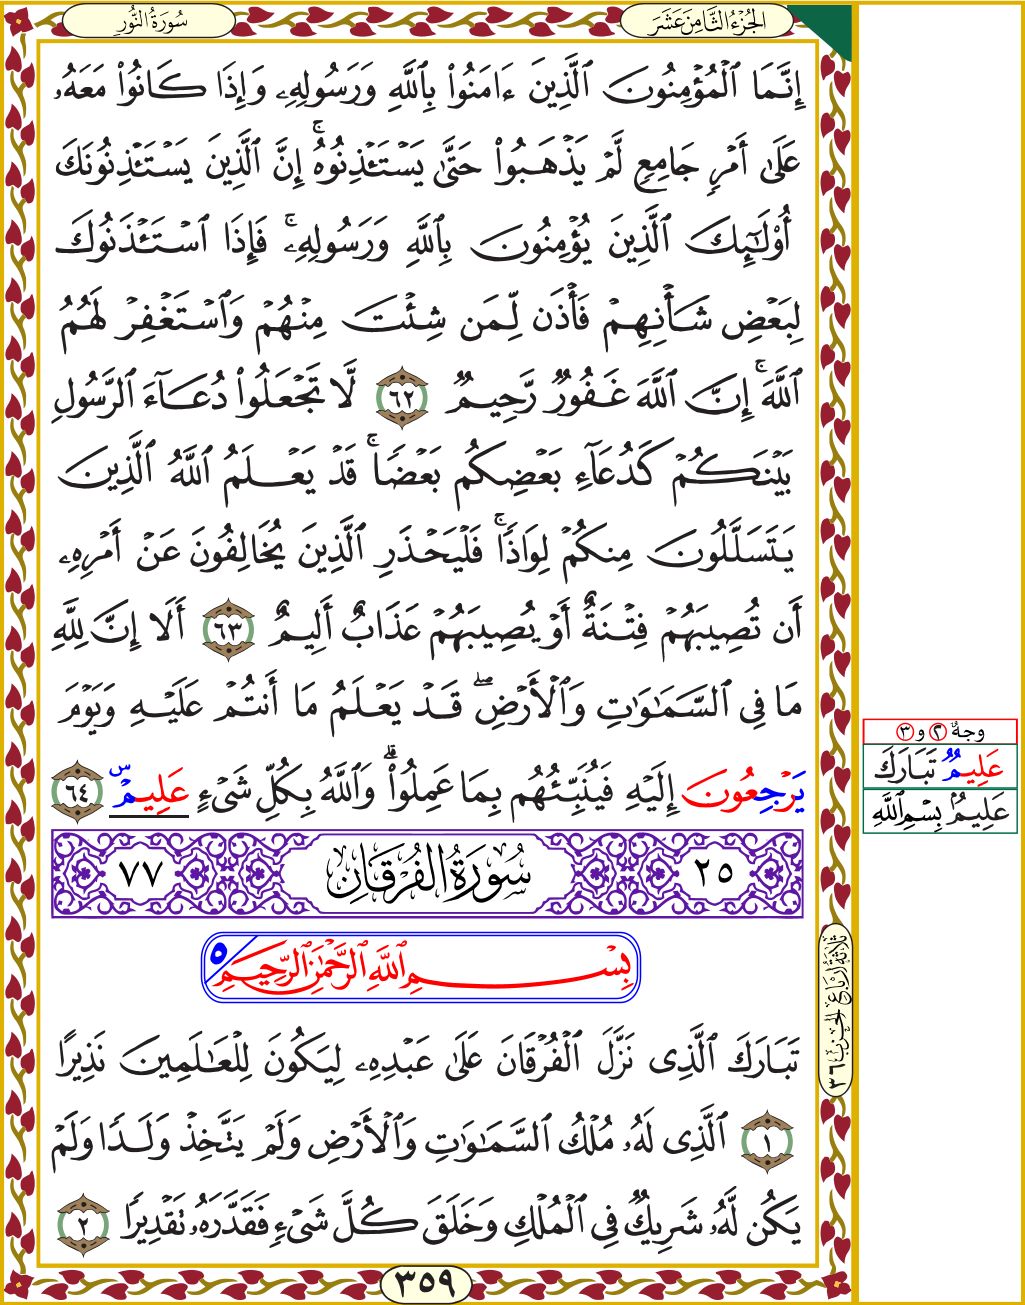 سُورَةُ النُّورِ
الجُزْءُ الثَّامِنَ عَشَرَ
إِنَّمَا ٱلْمُؤْمِنُونَ ٱلَّذِينَ ءَامَنُوا۟ بِٱللَّهِ وَرَسُولِهِۦ وَإِذَا كَانُوا۟ مَعَهُۥ
عَلَىٰٓ أَمْرٍ جَامِعٍ لَّمْ يَذْهَبُوا۟ حَتَّىٰ يَسْتَـْٔذِنُوهُ ۚ إِنَّ ٱلَّذِينَ يَسْتَـْٔذِنُونَكَ
أُو۟لَـٰٓئِكَ ٱلَّذِينَ يُؤْمِنُونَ بِٱللَّهِ وَرَسُولِهِۦ ۚ فَإِذَا ٱسْتَـْٔذَنُوكَ
لِبَعْضِ شَأْنِهِمْ فَأْذَن لِّمَن شِئْتَ مِنْهُمْ وَٱسْتَغْفِرْ لَهُمُ
ٱللَّهَ ۚ إِنَّ ٱللَّهَ غَفُورٌ رَّحِيمٌ ٦٢ لَّا تَجْعَلُوا۟ دُعَآءَ ٱلرَّسُولِ
بَيْنَكُمْ كَدُعَآءِ بَعْضِكُم بَعْضًا ۚ قَدْ يَعْلَمُ ٱللَّهُ ٱلَّذِينَ
يَتَسَلَّلُونَ مِنكُمْ لِوَاذًا ۚ فَلْيَحْذَرِ ٱلَّذِينَ يُخَالِفُونَ عَنْ أَمْرِهِۦٓ
أَن تُصِيبَهُمْ فِتْنَةٌ أَوْ يُصِيبَهُمْ عَذَابٌ أَلِيمٌ ٦٣ أَلَآ إِنَّ لِلَّهِ
مَا فِى ٱلسَّمَـٰوَٰتِ وَٱلْأَرْضِ ۖ قَدْ يَعْلَمُ مَآ أَنتُمْ عَلَيْهِ وَيَوْمَ
يَرْجِعُونَ إِلَيْهِ فَيُنَبِّئُهُم بِمَا عَمِلُوا۟ ۗ وَٱللَّهُ بِكُلِّ شَىْءٍ عَلِيمٌۢ ٦٤
وجهُ ٢ و ٣
عَلِيمٌ تَبَارَكَ
عَلِيمٌۢ بِسْمِ ٱللَّهِ
٢٥ سُورَةُ الفُرْقَانِ ٧٧
بِسْمِ ٱللَّهِ ٱلرَّحْمَـٰنِ ٱلرَّحِيمِ ٥
ثلاثة أرباع الحزب ٣٦
تَبَارَكَ ٱلَّذِى نَزَّلَ ٱلْفُرْقَانَ عَلَىٰ عَبْدِهِۦ لِيَكُونَ لِلْعَـٰلَمِينَ نَذِيرًا
١ ٱلَّذِى لَهُۥ مُلْكُ ٱلسَّمَـٰوَٰتِ وَٱلْأَرْضِ وَلَمْ يَتَّخِذْ وَلَدًا وَلَمْ
يَكُن لَّهُۥ شَرِيكٌ فِى ٱلْمُلْكِ وَخَلَقَ كُلَّ شَىْءٍ فَقَدَّرَهُۥ تَقْدِيرًا ٢
٣٥٩